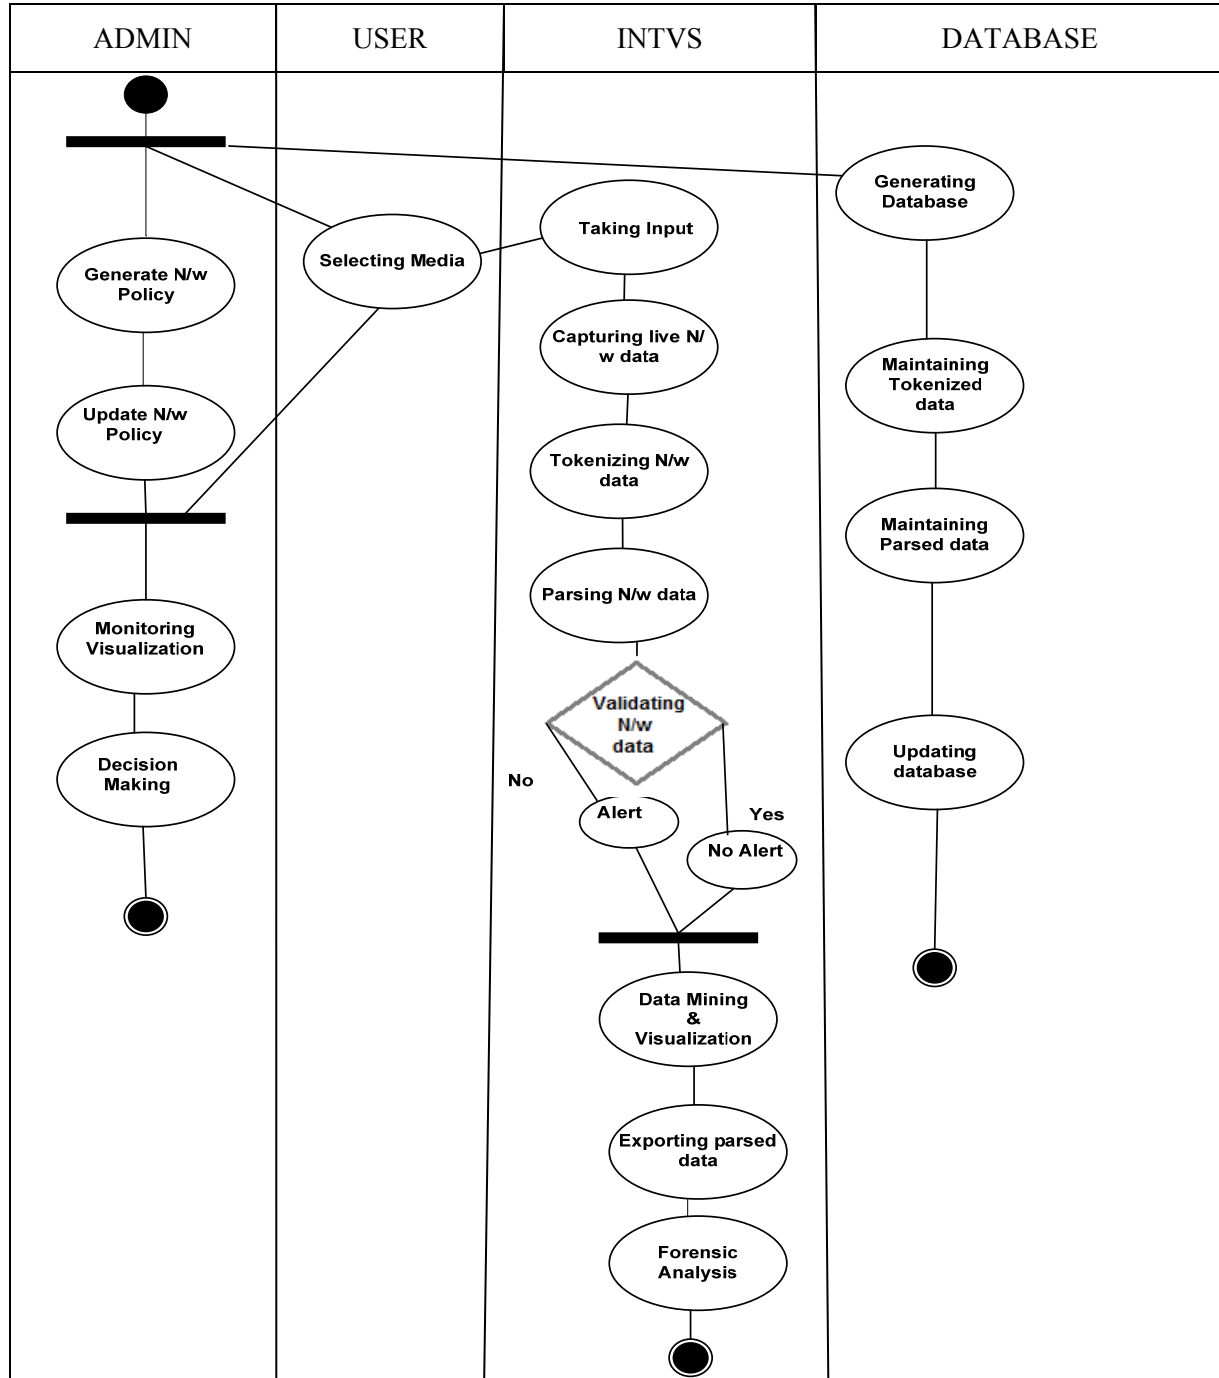 ADMIN
USER
INTVS
DATABASE
Generate N/w
Policy
Update N/w
Policy
Monitoring
Visualization
Decision
Making
Selecting Media
Taking Input
Capturing live N/
w data
Tokenizing N/w
data
Parsing N/w data
Validating
N/w
data
No
Alert
Yes
No Alert
Data Mining
&
Visualization
Exporting parsed
data
Forensic
Analysis
Generating
Database
Maintaining
Tokenized
data
Maintaining
Parsed data
Updating
database